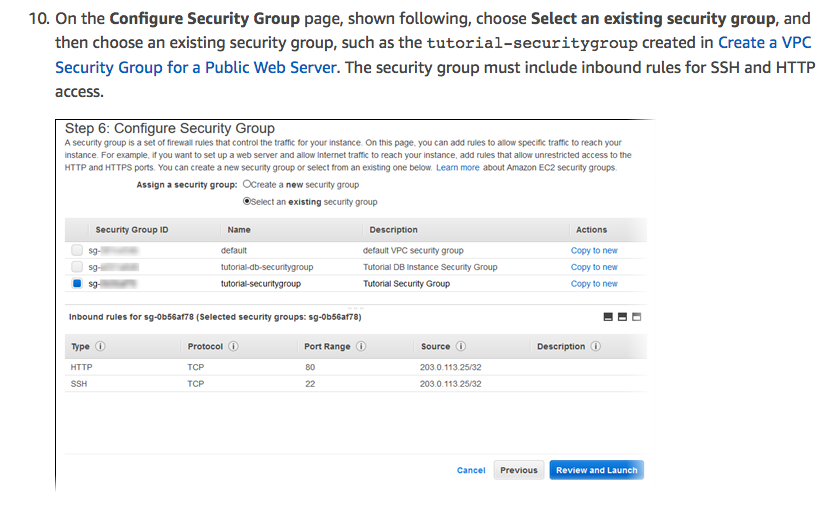 10. On the Configure Security Group page, shown following, choose Select an existing security group, and
then choose an existing security group, such as the tutorial-securitygroup created in Create a VPC
Security Group for a Public Web Server. The security group must include inbound rules for SSH and HTTP
access.
Step 6: Configure Security Group
A security group is a set of firewall rules that control the traffic for your instance. On this page, you can add rules to allow specific traffic to reach your
instance. For example, if you want to set up a web server and allow Internet traffic to reach your instance, add rules that allow unrestricted access to the
HTTP and HTTPS ports. You can create a new security group or select from an existing one below. Learn more about Amazon EC2 security groups.
Assign a security group: Create a new security group
Select an existing security group
Security Group ID Name Description Actions
sg- default default VPC security group Copy to new
sg- tutorial-db-securitygroup Tutorial DB Instance Security Group Copy to new
sg- tutorial-securitygroup Tutorial Security Group Copy to new
Inbound rules for sg-0b56af78 (Selected security groups: sg-0b56af78)
Type Protocol Port Range Source Description
HTTP TCP 80 203.0.113.25/32
SSH TCP 22 203.0.113.25/32
Cancel Previous Review and Launch